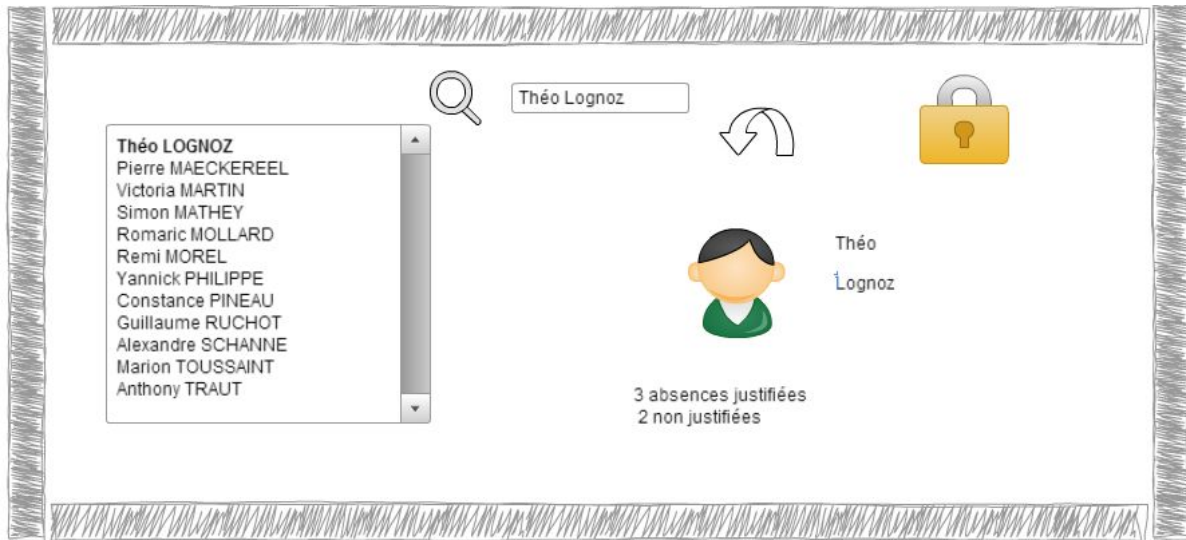 Théo Lognoz
Théo LOGNOZ
Pierre MAECKEREEL
Victoria MARTIN
Simon MATHEY
Romaric MOLLARD
Remi MOREL
Yannick PHILIPPE
Constance PINEAU
Guillaume RUCHOT
Alexandre SCHANNE
Marion TOUSSAINT
Anthony TRAUT
Théo
Lognoz
3 absences justifiées
2 non justifiées